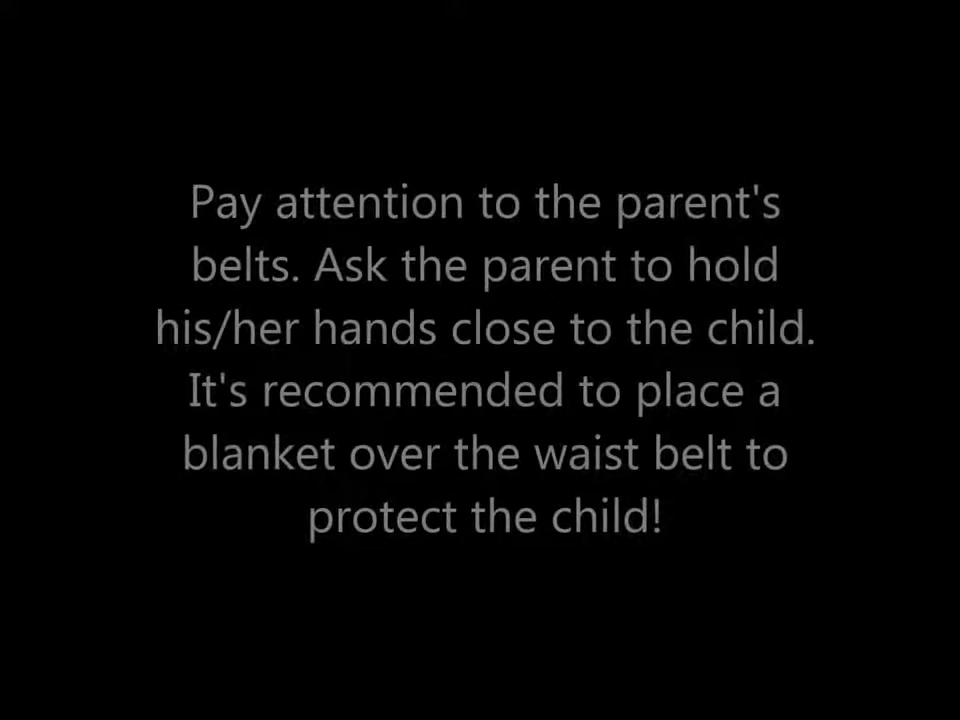 Pay attention to the parent's
belts. Ask the parent to hold
his/her hands close to the child.
It's recommended to place a
blanket over the waist belt to
protect the child!